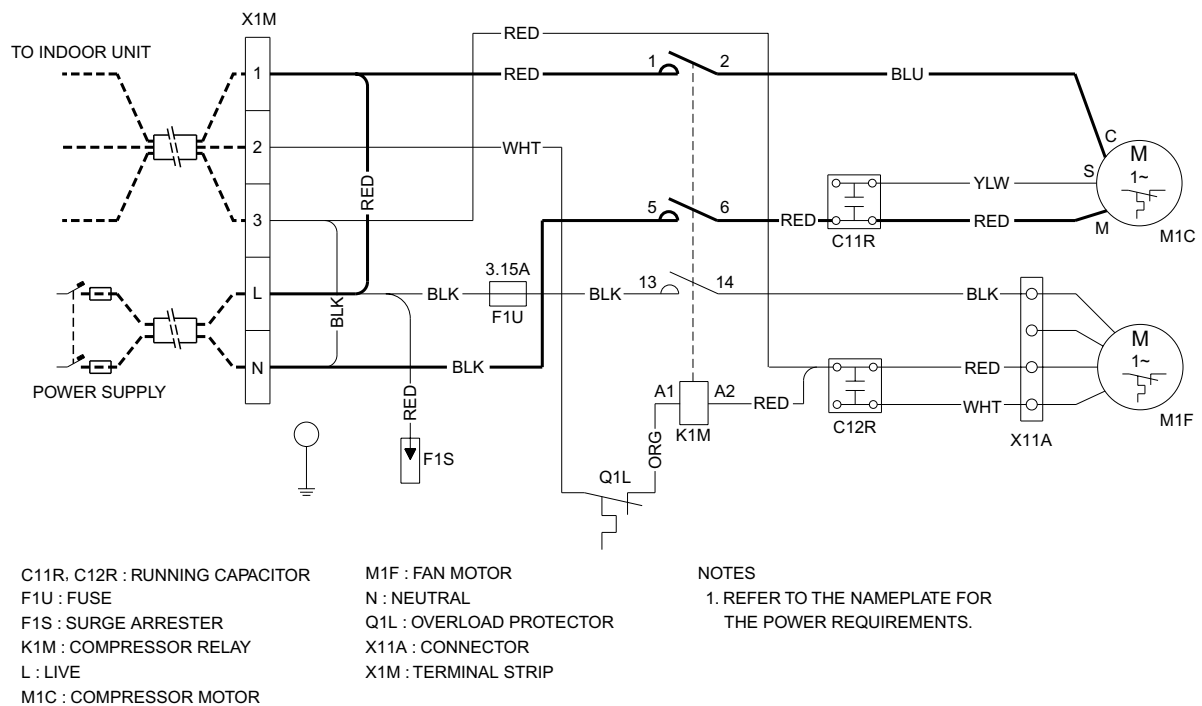 X1M
RED
TO INDOOR UNIT
1
RED
1
2
BLU
2
WHT
C
M
1~
S
YLW
RED
3
5
6
RED
C11R
RED
M
M1C
3.15A
13
14
L
BLK
F1U
BLK
BLK
BLK
M
1~
N
BLK
RED
POWER SUPPLY
RED
A1
A2
RED
K1M
C12R
WHT
X11A
M1F
ORG
F1S
Q1L
C11R, C12R : RUNNING CAPACITOR
F1U : FUSE
F1S : SURGE ARRESTER
K1M : COMPRESSOR RELAY
L : LIVE
M1C : COMPRESSOR MOTOR
M1F : FAN MOTOR
N : NEUTRAL
Q1L : OVERLOAD PROTECTOR
X11A : CONNECTOR
X1M : TERMINAL STRIP
NOTES
1. REFER TO THE NAMEPLATE FOR
THE POWER REQUIREMENTS.